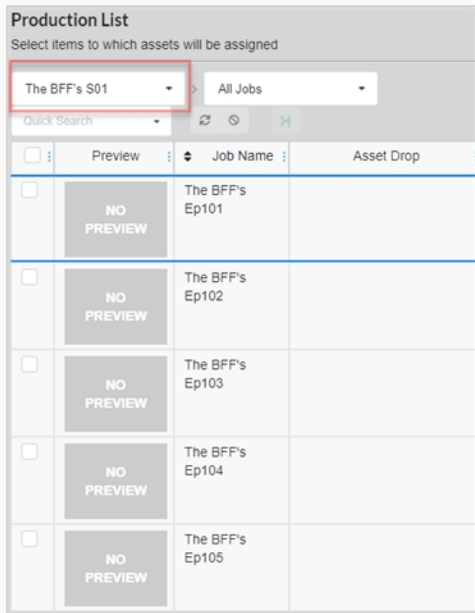 Production List
Select items to which assets will be assigned
The BFF's S01
> All Jobs
Quick Search
Preview Job Name Asset Drop
NO
PREVIEW
The BFF's
Ep101
NO
PREVIEW
The BFF's
Ep102
NO
PREVIEW
The BFF's
Ep103
NO
PREVIEW
The BFF's
Ep104
NO
PREVIEW
The BFF's
Ep105